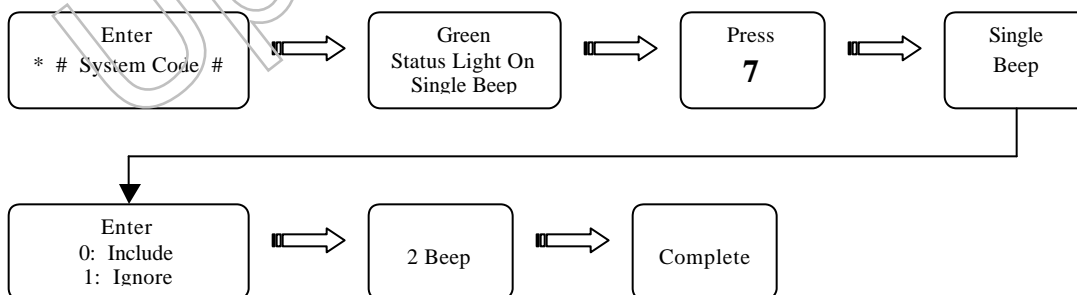 Enter
* # System Code #
Green
Status Light On
Single Beep
Press
7
Single
Beep
Enter
0: Include
1: Ignore
2 Beep
Complete